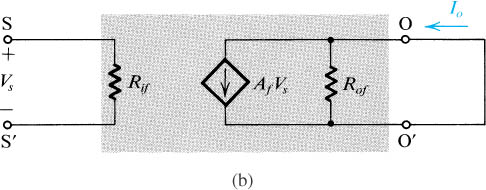 S
O
I_o
+
V_s
R_if
A_f V_s
R_of
−
S′
O′
(b)